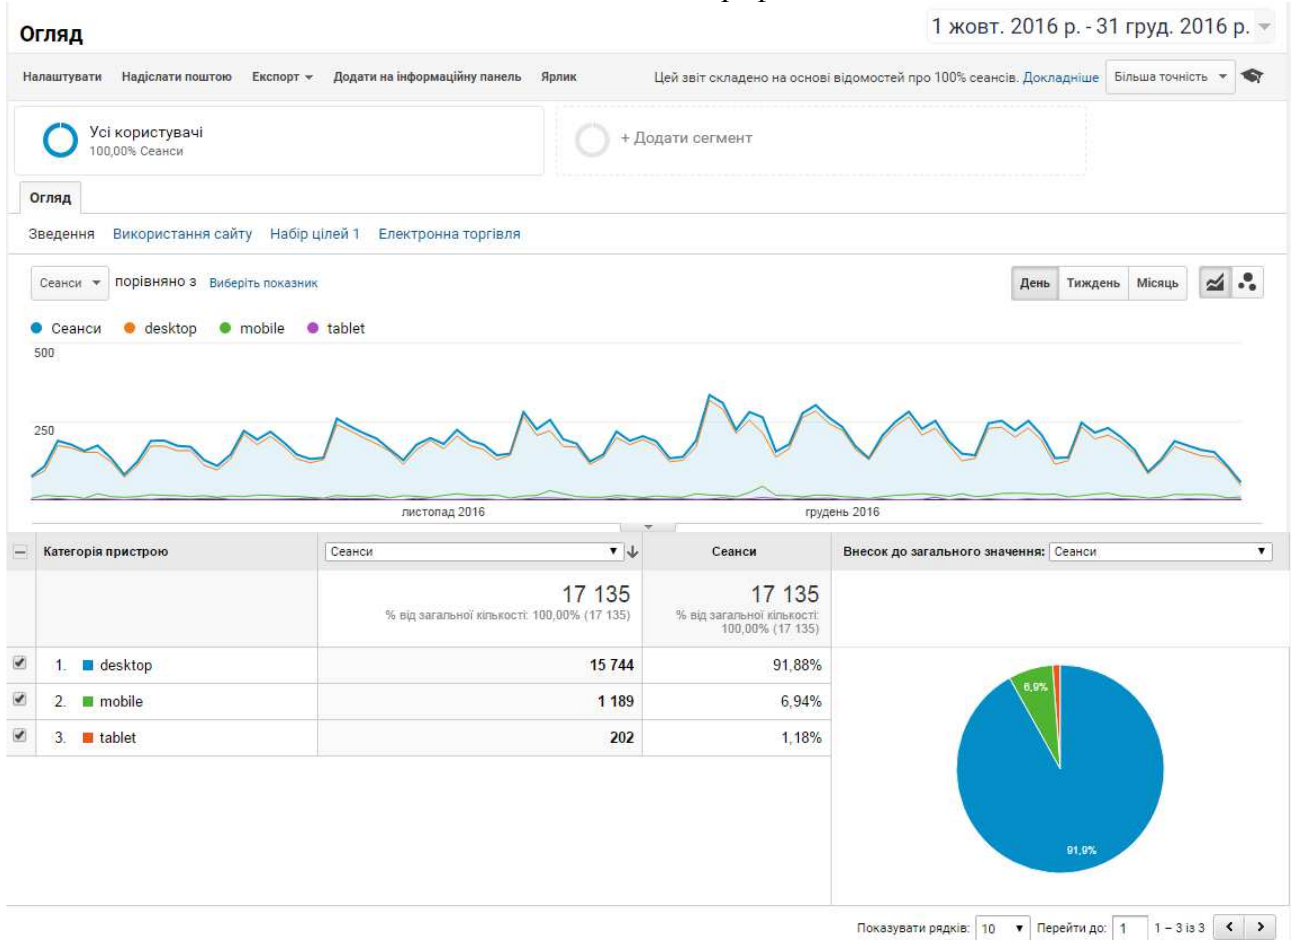 Огляд
1 жовт. 2016 р. - 31 груд. 2016 р.
Налаштувати Надіслати поштою Експорт Додати на інформаційну панель Ярлик Цей звіт складено на основі відомостей про 100% сеансів. Докладніше Більша точність
Усі користувачі
100,00% Сеанси
+ Додати сегмент
Огляд
Зведення Використання сайту Набір цілей 1 Електронна торгівля
Сеанси порівняно з Виберіть показник День Тиждень Місяць
Сеанси desktop mobile tablet
500
250
листопад 2016 грудень 2016
Категорія пристрою Сеанси Сеанси Внесок до загального значення: Сеанси
17 135 17 135
% від загальної кількості: 100,00% (17 135) % від загальної кількості:
100,00% (17 135)
1. desktop 15 744 91,88%
2. mobile 1 189 6,94%
3. tablet 202 1,18%
6,9%
91,9%
Показувати рядків: 10 Перейти до: 1 1 – 3 із 3